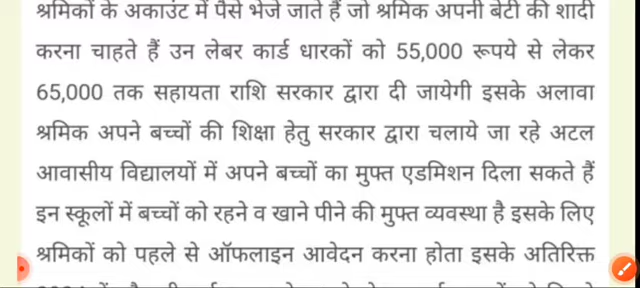 श्रमिकों के अकाउंट में पैसे भेजे जाते हैं जो श्रमिक अपनी बेटी की शादी
करना चाहते हैं उन लेबर कार्ड धारकों को 55,000 रूपये से लेकर
65,000 तक सहायता राशि सरकार द्वारा दी जायेगी इसके अलावा
श्रमिक अपने बच्चों की शिक्षा हेतु सरकार द्वारा चलाये जा रहे अटल
आवासीय विद्यालयों में अपने बच्चों का मुफ्त एडमिशन दिला सकते हैं
इन स्कूलों में बच्चों को रहने व खाने पीने की मुफ्त व्यवस्था है इसके लिए
श्रमिकों को पहले से ऑफलाइन आवेदन करना होता इसके अतिरिक्त